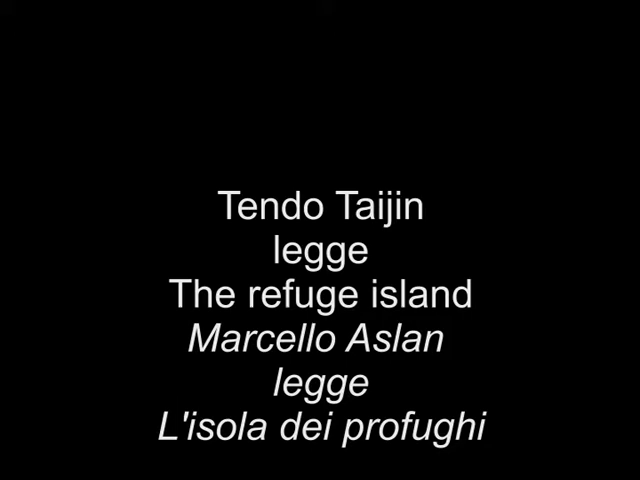 Tendo Taijin
legge
The refuge island
Marcello Aslan
legge
L'isola dei profughi